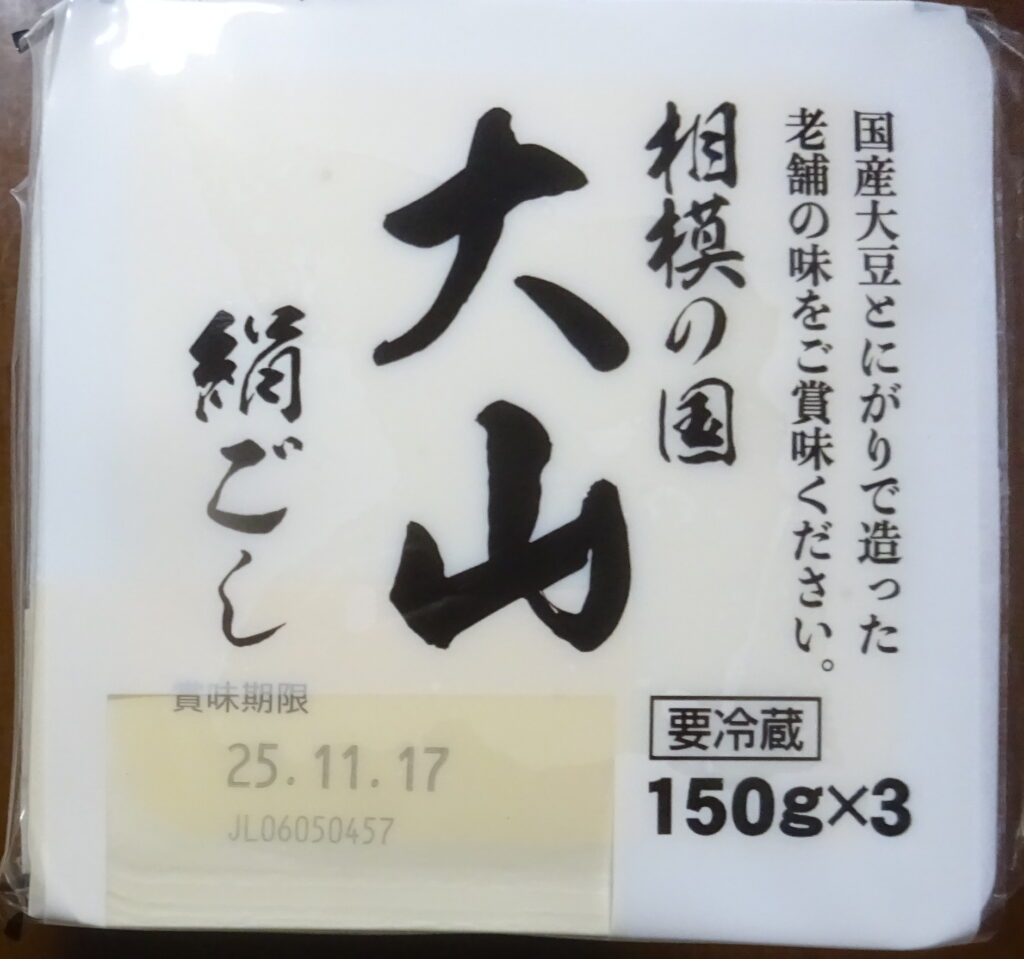 国産大豆とにがりで造った
老舗の味をご賞味ください。
相模の国
大山
絹ごし
賞味期限
25.11.17
JL06050457
要冷蔵
150g×3